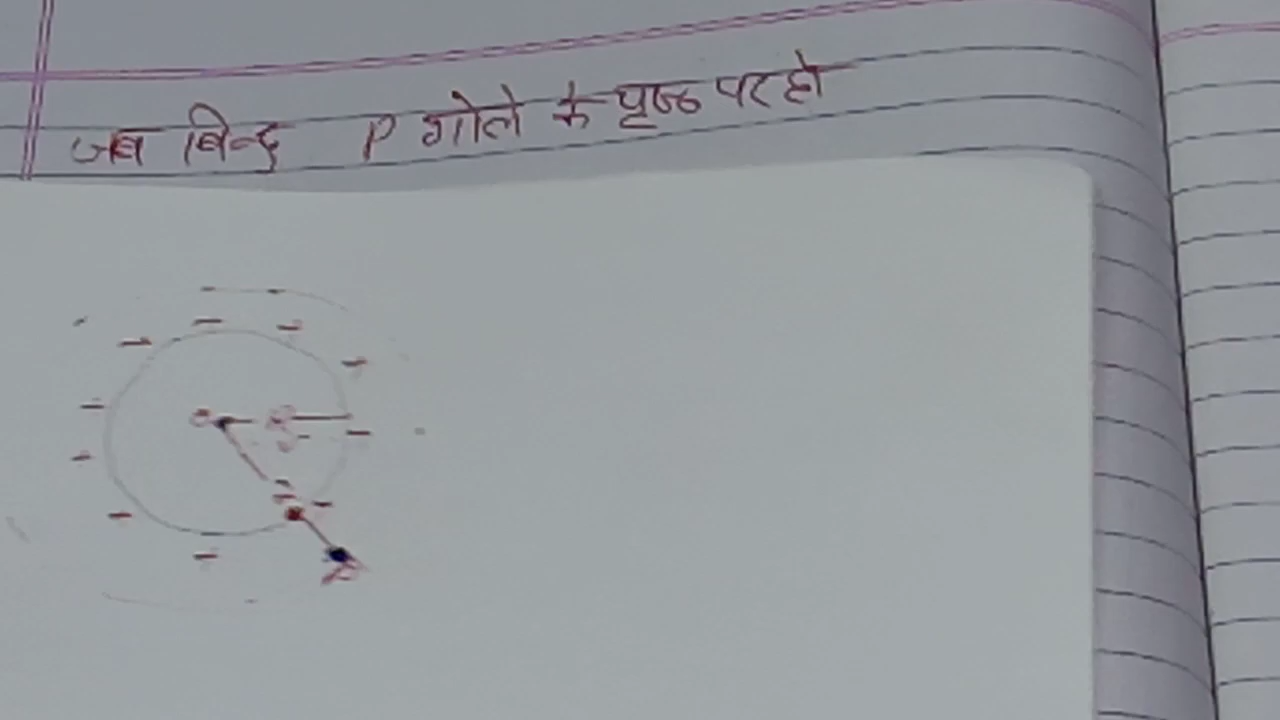 जब बिन्दु P गोले के पृष्ठ पर हो